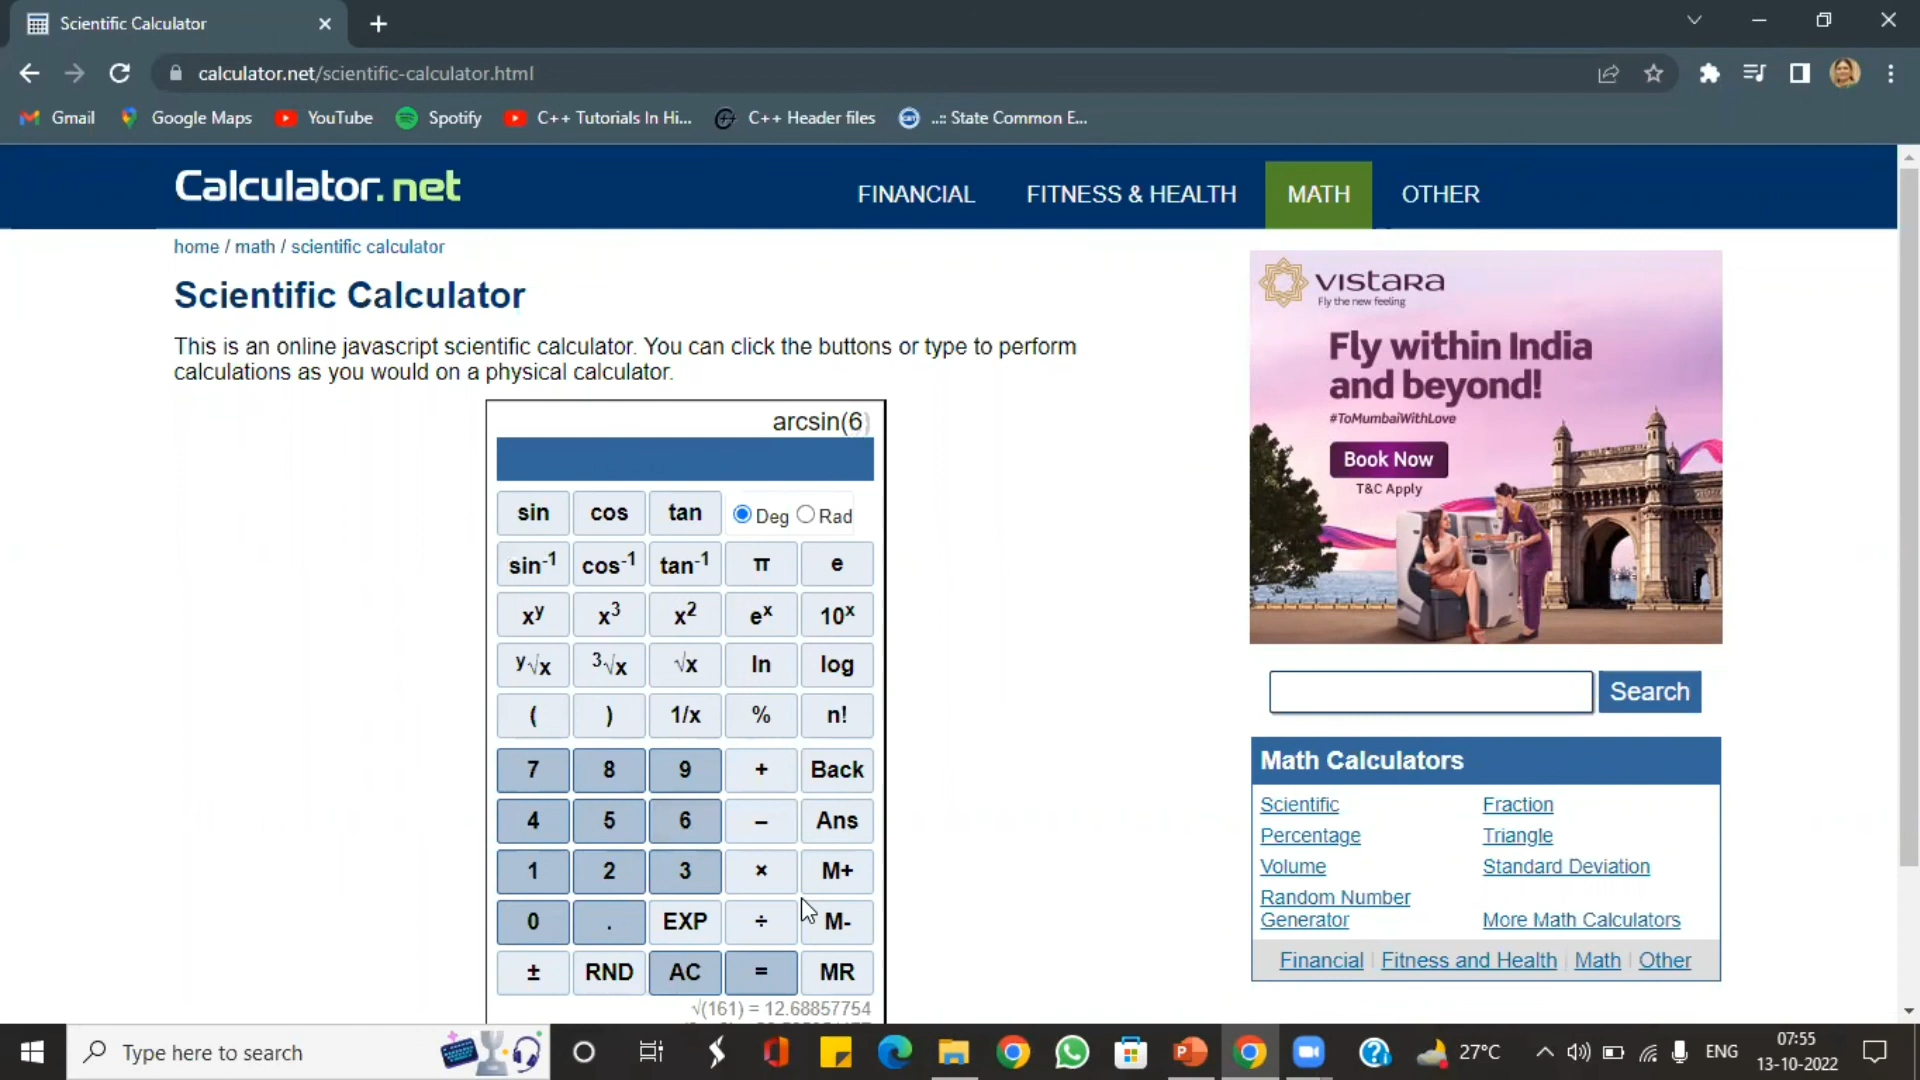 Scientific Calculator
calculator.net/scientific-calculator.html
Gmail
Google Maps
YouTube
Spotify
C++ Tutorials In Hi...
C++ Header files
..:: State Common E...
Calculator.net
FINANCIAL
FITNESS & HEALTH
MATH
OTHER
home / math / scientific calculator
Scientific Calculator
This is an online javascript scientific calculator. You can click the buttons or type to perform
calculations as you would on a physical calculator.
arcsin(6)
sin cos tan Deg Rad
sin⁻¹ cos⁻¹ tan⁻¹ π e
xʸ x³ x² eˣ 10ˣ
ʸ√x ³√x √x ln log
( ) 1/x % n!
7 8 9 + Back
4 5 6 – Ans
1 2 3 × M+
0 . EXP ÷ M-
± RND AC = MR
√(161) = 12.68857754
vistara
Fly the new feeling
Fly within India
and beyond!
#ToMumbaiWithLove
Book Now
T&C Apply
Search
Math Calculators
Scientific
Fraction
Percentage
Triangle
Volume
Standard Deviation
Random Number
Generator
More Math Calculators
Financial | Fitness and Health | Math | Other
Type here to search
27°C
ENG
07:55
13-10-2022